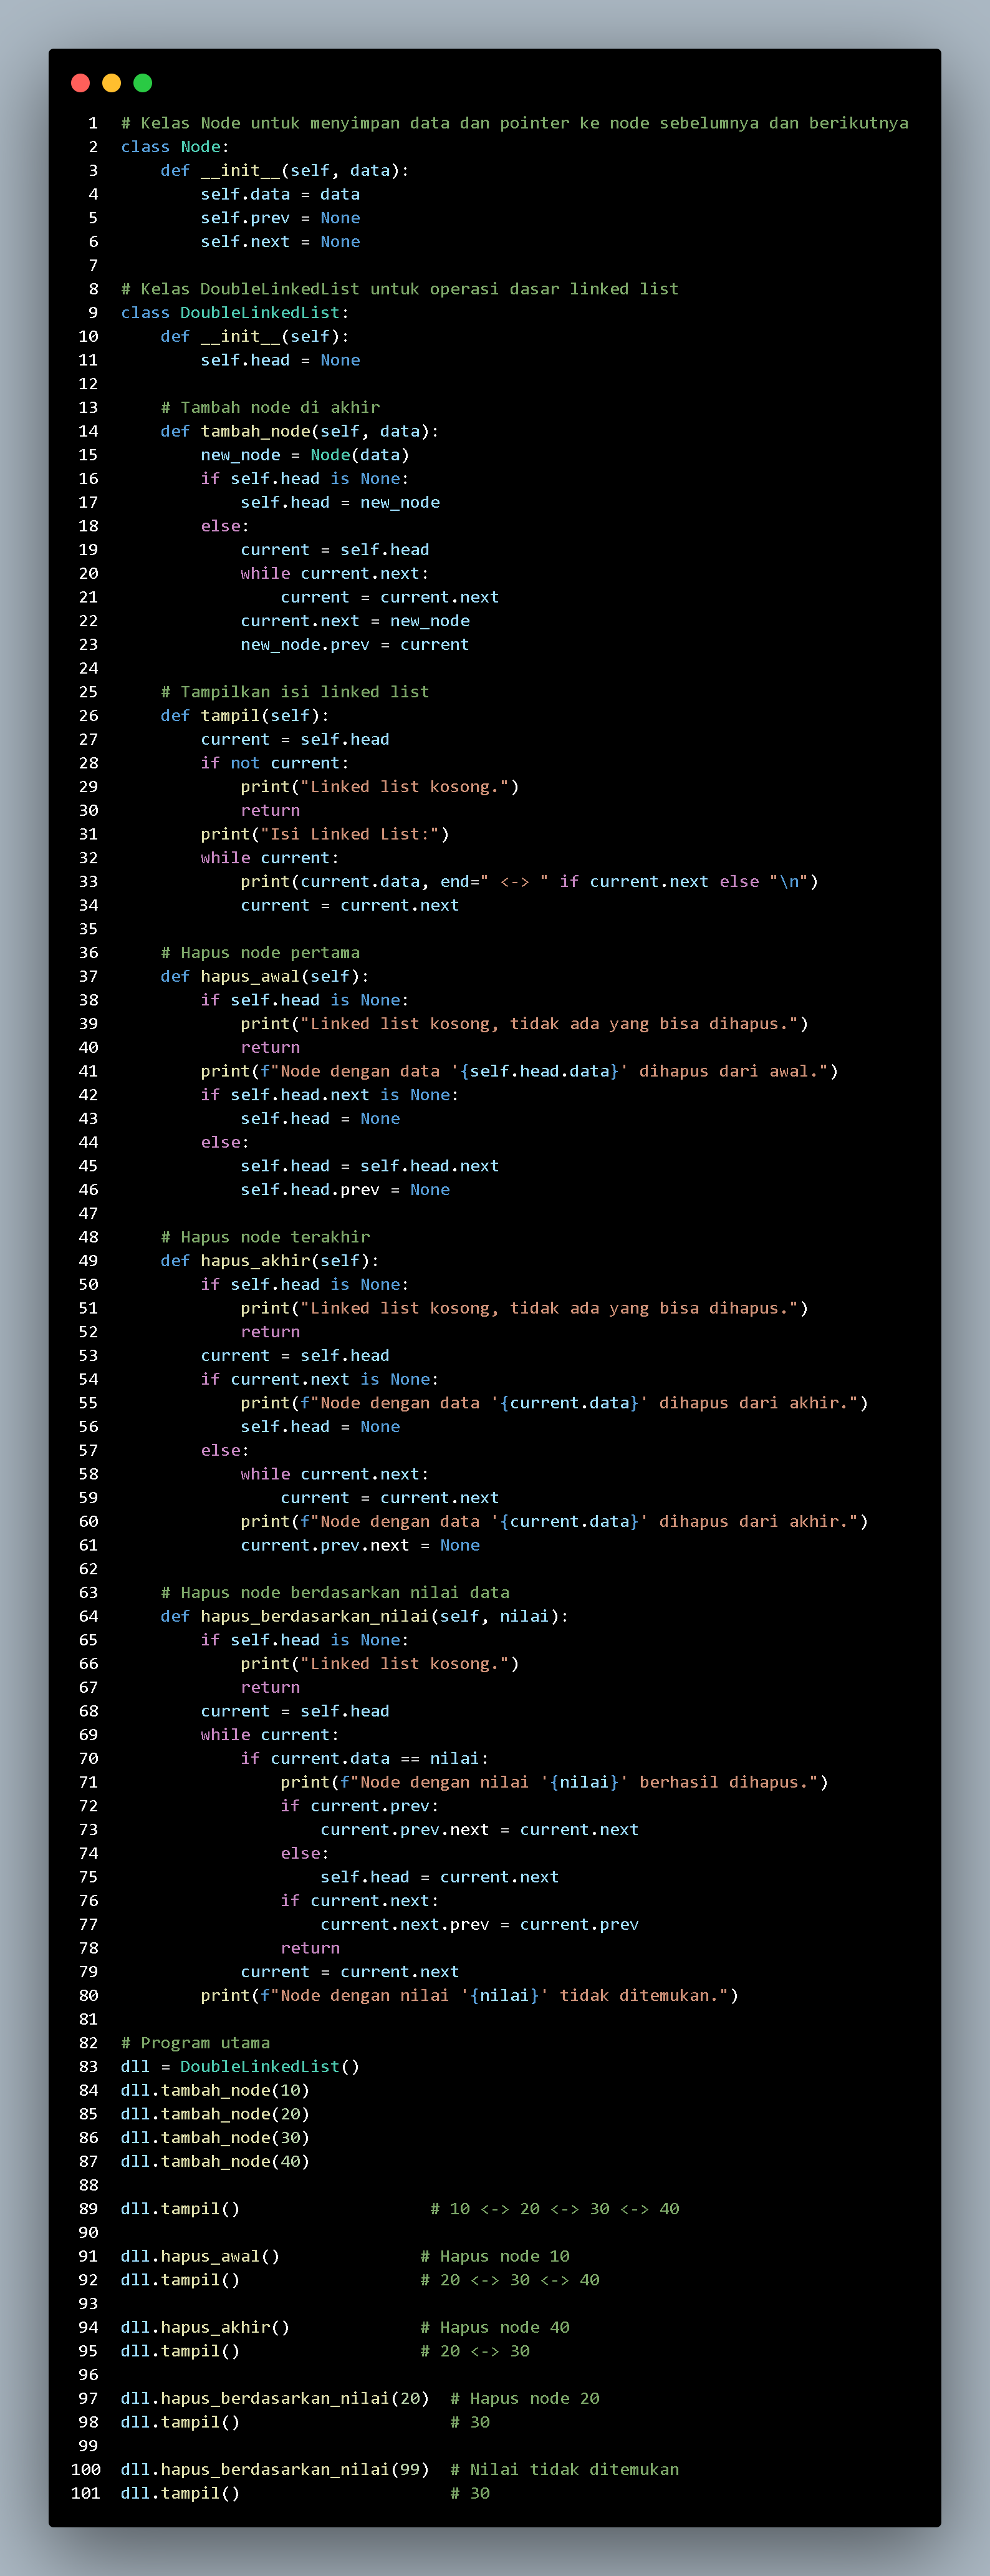 1 # Kelas Node untuk menyimpan data dan pointer ke node sebelumnya dan berikutnya
2 class Node:
3     def __init__(self, data):
4         self.data = data
5         self.prev = None
6         self.next = None
7
8 # Kelas DoubleLinkedList untuk operasi dasar linked list
9 class DoubleLinkedList:
10     def __init__(self):
11         self.head = None
12
13     # Tambah node di akhir
14     def tambah_node(self, data):
15         new_node = Node(data)
16         if self.head is None:
17             self.head = new_node
18         else:
19             current = self.head
20             while current.next:
21                 current = current.next
22             current.next = new_node
23             new_node.prev = current
24
25     # Tampilkan isi linked list
26     def tampil(self):
27         current = self.head
28         if not current:
29             print("Linked list kosong.")
30             return
31         print("Isi Linked List:")
32         while current:
33             print(current.data, end=" <-> " if current.next else "\n")
34             current = current.next
35
36     # Hapus node pertama
37     def hapus_awal(self):
38         if self.head is None:
39             print("Linked list kosong, tidak ada yang bisa dihapus.")
40             return
41         print(f"Node dengan data '{self.head.data}' dihapus dari awal.")
42         if self.head.next is None:
43             self.head = None
44         else:
45             self.head = self.head.next
46             self.head.prev = None
47
48     # Hapus node terakhir
49     def hapus_akhir(self):
50         if self.head is None:
51             print("Linked list kosong, tidak ada yang bisa dihapus.")
52             return
53         current = self.head
54         if current.next is None:
55             print(f"Node dengan data '{current.data}' dihapus dari akhir.")
56             self.head = None
57         else:
58             while current.next:
59                 current = current.next
60             print(f"Node dengan data '{current.data}' dihapus dari akhir.")
61             current.prev.next = None
62
63     # Hapus node berdasarkan nilai data
64     def hapus_berdasarkan_nilai(self, nilai):
65         if self.head is None:
66             print("Linked list kosong.")
67             return
68         current = self.head
69         while current:
70             if current.data == nilai:
71                 print(f"Node dengan nilai '{nilai}' berhasil dihapus.")
72                 if current.prev:
73                     current.prev.next = current.next
74                 else:
75                     self.head = current.next
76                 if current.next:
77                     current.next.prev = current.prev
78                 return
79             current = current.next
80         print(f"Node dengan nilai '{nilai}' tidak ditemukan.")
81
82 # Program utama
83 dll = DoubleLinkedList()
84 dll.tambah_node(10)
85 dll.tambah_node(20)
86 dll.tambah_node(30)
87 dll.tambah_node(40)
88
89 dll.tampil()                   # 10 <-> 20 <-> 30 <-> 40
90
91 dll.hapus_awal()              # Hapus node 10
92 dll.tampil()                  # 20 <-> 30 <-> 40
93
94 dll.hapus_akhir()             # Hapus node 40
95 dll.tampil()                  # 20 <-> 30
96
97 dll.hapus_berdasarkan_nilai(20)  # Hapus node 20
98 dll.tampil()                     # 30
99
100 dll.hapus_berdasarkan_nilai(99)  # Nilai tidak ditemukan
101 dll.tampil()                     # 30